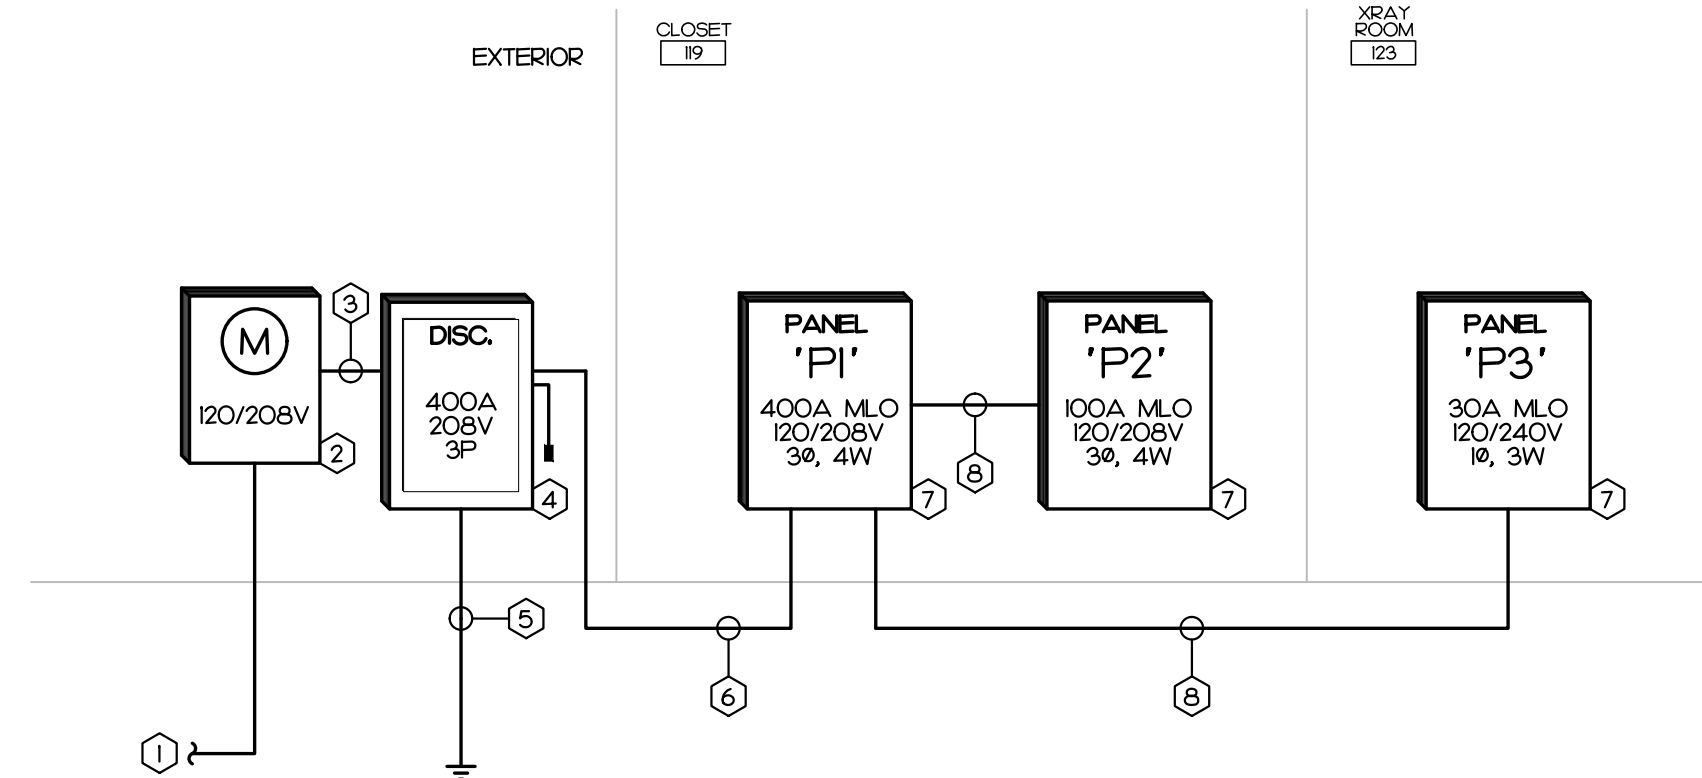 EXTERIOR
CLOSET
119
XRAY
ROOM
123
M
120/208V
2
3
DISC.
400A
208V
3P
4
PANEL
'P1'
400A MLO
120/208V
3Ø, 4W
7
8
PANEL
'P2'
100A MLO
120/208V
3Ø, 4W
7
PANEL
'P3'
30A MLO
120/240V
1Ø, 3W
7
5
6
8
1